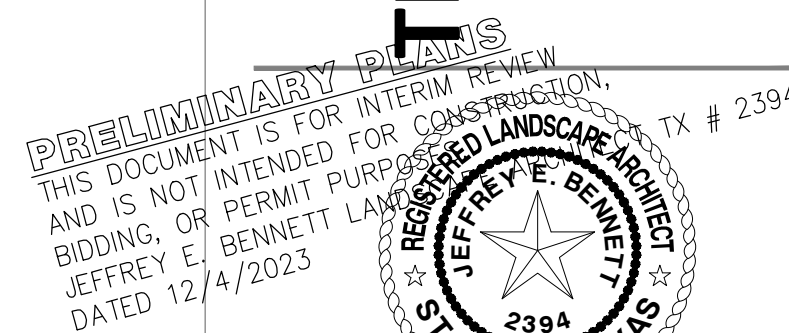 PRELIMINARY PLANS
THIS DOCUMENT IS FOR INTERIM REVIEW
AND IS NOT INTENDED FOR CONSTRUCTION,
BIDDING, OR PERMIT PURPOSES.
JEFFREY E. BENNETT LANDSCAPE ARCHITECT TX # 2394
DATED 12/4/2023
REGISTERED LANDSCAPE ARCHITECT
JEFFREY E. BENNETT
2394